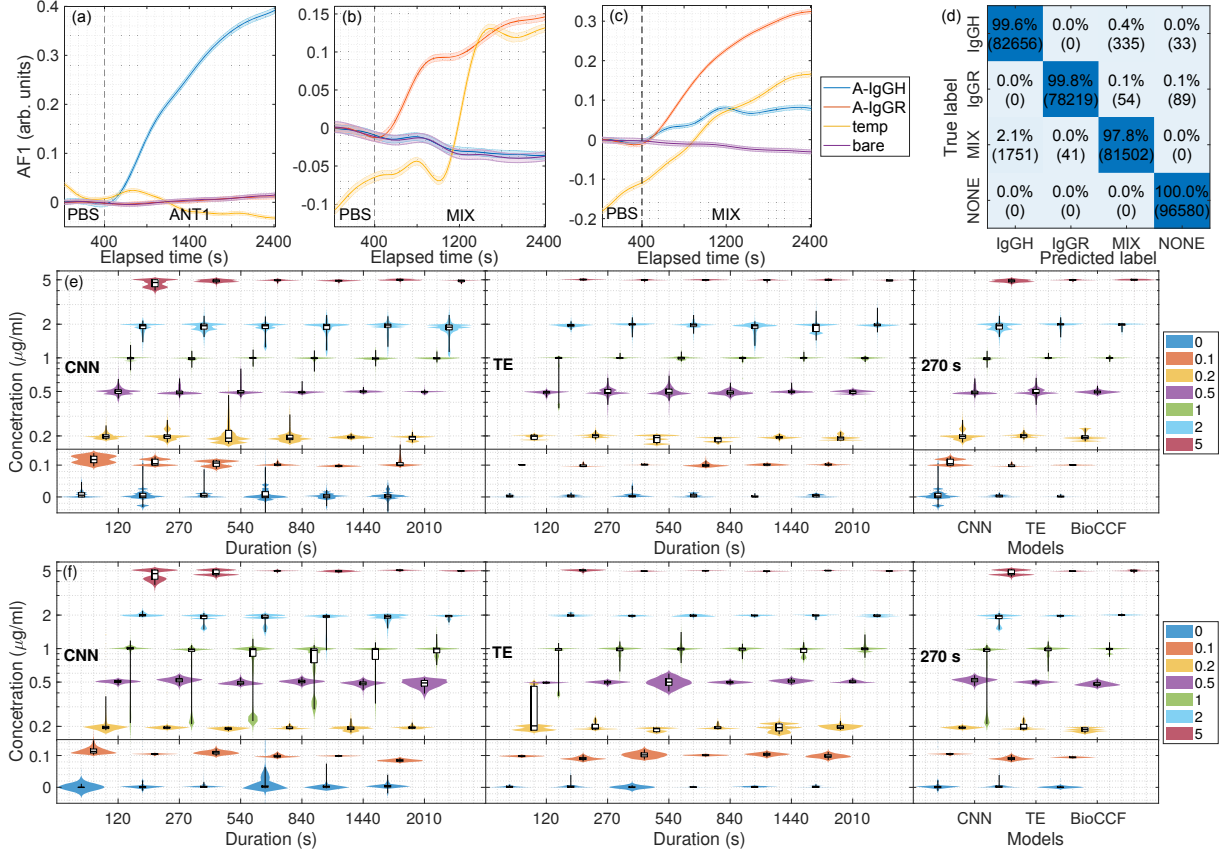 (a)
(b)
(c)
(d)
AF1 (arb. units)
0.4
0.3
0.2
0.1
0
PBS
ANT1
400
1200
2400
Elapsed time (s)
0.15
0.1
0.05
0
-0.05
-0.1
PBS
MIX
400
1200
2400
Elapsed time (s)
0.3
0.2
0.1
0
-0.1
-0.2
PBS
MIX
400
1200
2400
Elapsed time (s)
A-IgGH
A-IgGR
temp
bare
True label
IgGH
IgGR
MIX
NONE
99.6% 0.0% 0.4% 0.0%
(82656) (0) (335) (33)
0.0% 99.8% 0.1% 0.1%
(0) (78219) (54) (89)
2.1% 0.0% 97.8% 0.0%
(1751) (41) (81502) (0)
0.0% 0.0% 0.0% 100.0%
(0) (0) (0) (96580)
IgGH IgGR MIX NONE
Predicted label
(e)
Concetration (μg/ml)
5
2
1
0.5
0.2
0.1
0
CNN
TE
270 s
120 270 540 840 1440 2010
Duration (s)
120 270 540 840 1440 2010
Duration (s)
CNN TE BioCCF
Models
0
0.1
0.2
0.5
1
2
5
(f)
Concetration (μg/ml)
5
2
1
0.5
0.2
0.1
0
CNN
TE
270 s
120 270 540 840 1440 2010
Duration (s)
120 270 540 840 1440 2010
Duration (s)
CNN TE BioCCF
Models
0
0.1
0.2
0.5
1
2
5